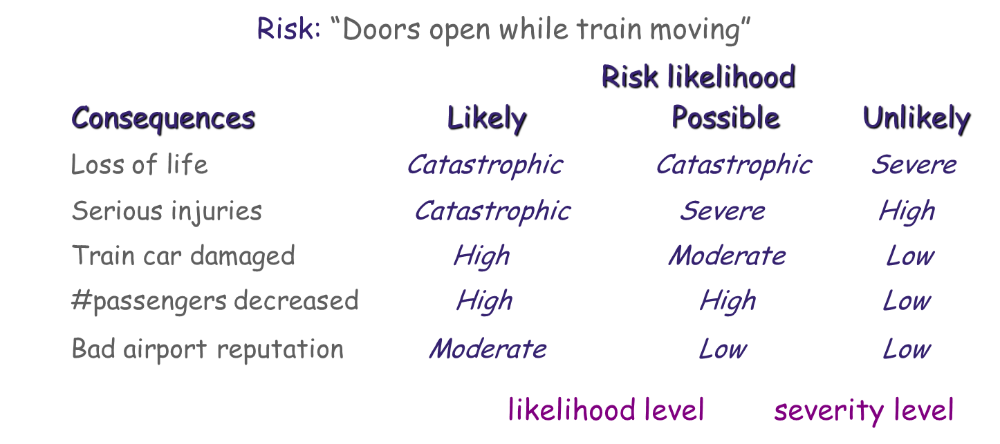 Risk: “Doors open while train moving”
Risk likelihood
Consequences Likely Possible Unlikely
Loss of life Catastrophic Catastrophic Severe
Serious injuries Catastrophic Severe High
Train car damaged High Moderate Low
#passengers decreased High High Low
Bad airport reputation Moderate Low Low
likelihood level severity level